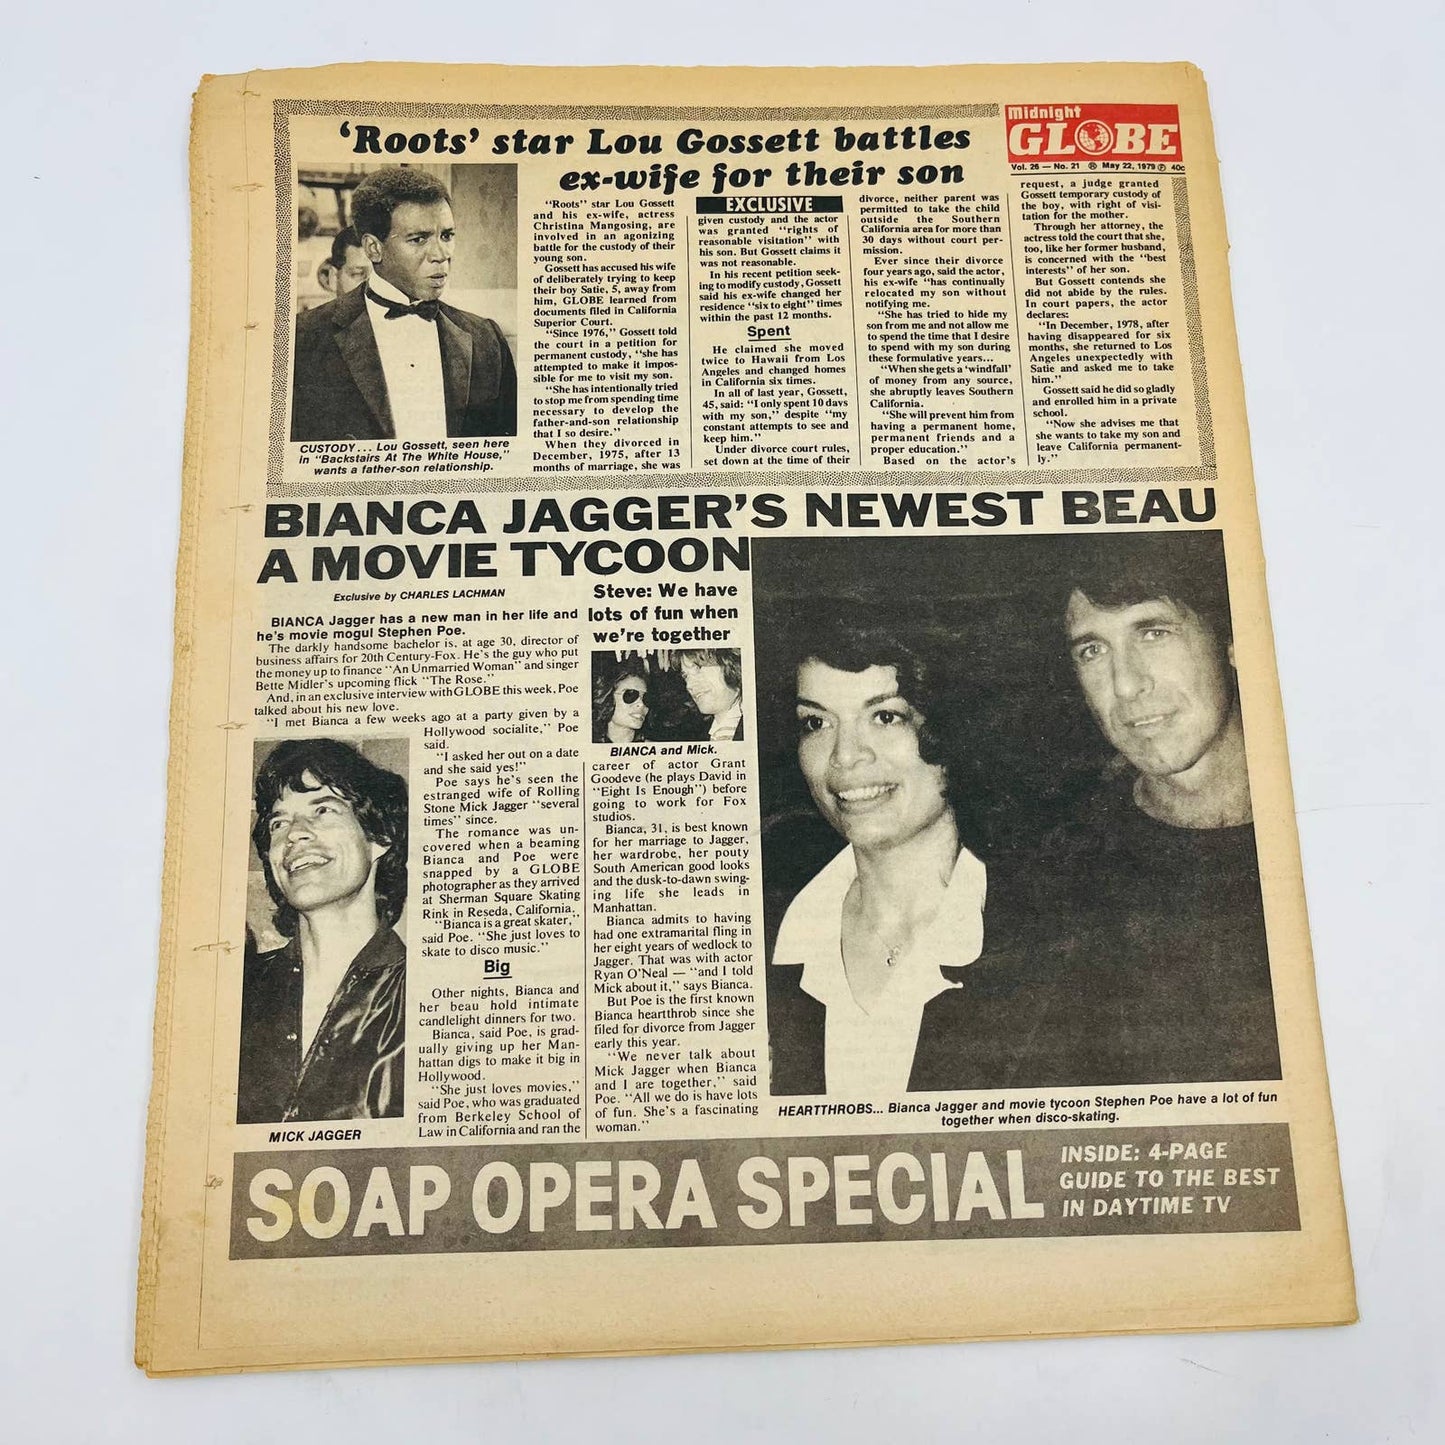 'Roots' star Lou Gossett battles
ex-wife for their son
midnight
GLOBE
Vol. 26 — No. 21 ® May 22, 1979 Ⓟ 40c
CUSTODY... Lou Gossett, seen here
in "Backstairs At The White House,"
wants a father-son relationship.
"Roots" star Lou Gossett
and his ex-wife, actress
Christina Mangosing, are
involved in an agonizing
battle for the custody of their
young son.
Gossett has accused his wife
of deliberately trying to keep
their boy Satie, 5, away from
him, GLOBE learned from
documents filed in California
Superior Court.
"Since 1976," Gossett told
the court in a petition for
permanent custody, "she has
attempted to make it impos-
sible for me to visit my son.
"She has intentionally tried
to stop me from spending time
necessary to develop the
father-and-son relationship
that I so desire."
When they divorced in
December, 1975, after 13
months of marriage, she was
EXCLUSIVE
given custody and the actor
was granted "rights of
reasonable visitation" with
his son. But Gossett claims it
was not reasonable.
In his recent petition seek-
ing to modify custody, Gossett
said his ex-wife changed her
residence "six to eight" times
within the past 12 months.
Spent
He claimed she moved
twice to Hawaii from Los
Angeles and changed homes
in California six times.
In all of last year, Gossett,
45, said: "I only spent 10 days
with my son," despite "my
constant attempts to see and
keep him."
Under divorce court rules,
set down at the time of their
divorce, neither parent was
permitted to take the child
outside the Southern
California area for more than
30 days without court per-
mission.
Ever since their divorce
four years ago, said the actor,
his ex-wife "has continually
relocated my son without
notifying me.
"She has tried to hide my
son from me and not allow me
to spend the time that I desire
to spend with my son during
these formulative years...
"When she gets a 'windfall'
of money from any source,
she abruptly leaves Southern
California.
"She will prevent him from
having a permanent home,
permanent friends and a
proper education."
Based on the actor's
request, a judge granted
Gossett temporary custody of
the boy, with right of visi-
tation for the mother.
Through her attorney, the
actress told the court that she,
too, like her former husband,
is concerned with the "best
interests" of her son.
But Gossett contends she
did not abide by the rules.
In court papers, the actor
declares:
"In December, 1978, after
having disappeared for six
months, she returned to Los
Angeles unexpectedly with
Satie and asked me to take
him."
Gossett said he did so gladly
and enrolled him in a private
school.
"Now she advises me that
she wants to take my son and
leave California permanent-
ly."
BIANCA JAGGER'S NEWEST BEAU
A MOVIE TYCOON
Exclusive by CHARLES LACHMAN
BIANCA Jagger has a new man in her life and
he's movie mogul Stephen Poe.
The darkly handsome bachelor is, at age 30, director of
business affairs for 20th Century-Fox. He's the guy who put
the money up to finance "An Unmarried Woman" and singer
Bette Midler's upcoming flick "The Rose."
And, in an exclusive interview with GLOBE this week, Poe
talked about his new love.
"I met Bianca a few weeks ago at a party given by a
Hollywood socialite," Poe
said.
"I asked her out on a date
and she said yes!"
Poe says he's seen the
estranged wife of Rolling
Stone Mick Jagger "several
times" since.
The romance was un-
covered when a beaming
Bianca and Poe were
snapped by a GLOBE
photographer as they arrived
at Sherman Square Skating
Rink in Reseda, California.
"Bianca is a great skater,"
said Poe. "She just loves to
skate to disco music."
Big
Other nights, Bianca and
her beau hold intimate
candlelight dinners for two.
Bianca, said Poe, is grad-
ually giving up her Man-
hattan digs to make it big in
Hollywood.
"She just loves movies,"
said Poe, who was graduated
from Berkeley School of
Law in California and ran the
MICK JAGGER
Steve: We have
lots of fun when
we're together
BIANCA and Mick.
career of actor Grant
Goodeve (he plays David in
"Eight Is Enough") before
going to work for Fox
studios.
Bianca, 31, is best known
for her marriage to Jagger,
her wardrobe, her pouty
South American good looks
and the dusk-to-dawn swing-
ing life she leads in
Manhattan.
Bianca admits to having
had one extramarital fling in
her eight years of wedlock to
Jagger. That was with actor
Ryan O'Neal — "and I told
Mick about it," says Bianca.
But Poe is the first known
Bianca heartthrob since she
filed for divorce from Jagger
early this year.
"We never talk about
Mick Jagger when Bianca
and I are together," said
Poe. "All we do is have lots
of fun. She's a fascinating
woman."
HEARTTHROBS... Bianca Jagger and movie tycoon Stephen Poe have a lot of fun
together when disco-skating.
SOAP OPERA SPECIAL
INSIDE: 4-PAGE
GUIDE TO THE BEST
IN DAYTIME TV